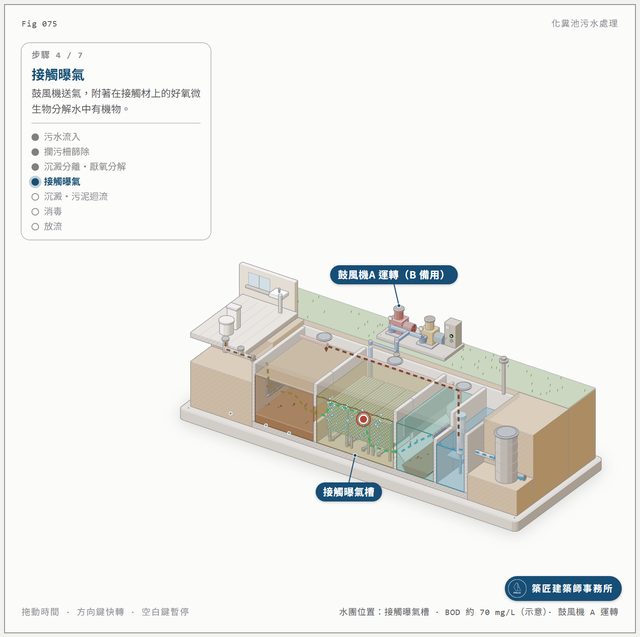 Fig 075
化糞池污水處理
步驟 4 / 7
接觸曝氣
鼓風機送氣，附著在接觸材上的好氧微
生物分解水中有機物。
污水流入
攔污柵篩除
沉澱分離・厭氧分解
接觸曝氣
沉澱・污泥迴流
消毒
放流
鼓風機A 運轉（B 備用）
接觸曝氣槽
築匠建築師事務所
拖動時間 · 方向鍵快轉 · 空白鍵暫停
水團位置：接觸曝氣槽 · BOD 約 70 mg/L（示意）· 鼓風機 A 運轉